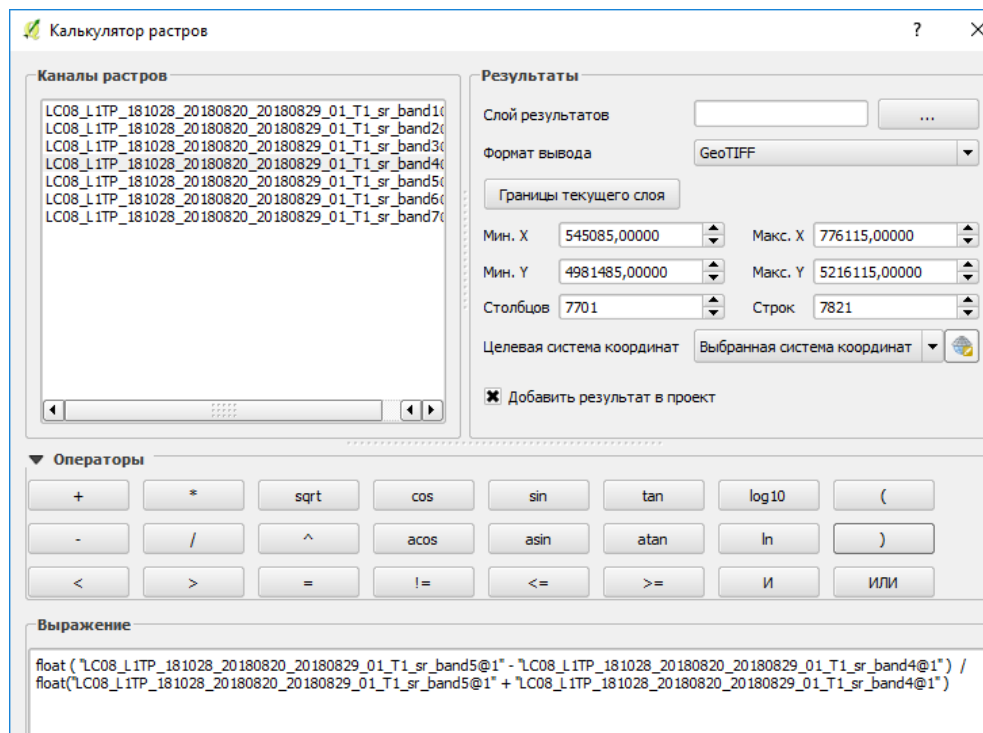 Калькулятор растров
?
Каналы растров
LC08_L1TP_181028_20180820_20180829_01_T1_sr_band1@
LC08_L1TP_181028_20180820_20180829_01_T1_sr_band2@
LC08_L1TP_181028_20180820_20180829_01_T1_sr_band3@
LC08_L1TP_181028_20180820_20180829_01_T1_sr_band4@
LC08_L1TP_181028_20180820_20180829_01_T1_sr_band5@
LC08_L1TP_181028_20180820_20180829_01_T1_sr_band6@
LC08_L1TP_181028_20180820_20180829_01_T1_sr_band7@
Результаты
Слой результатов ...
Формат вывода GeoTIFF
Границы текущего слоя
Мин. X 545085,00000 Макс. X 776115,00000
Мин. Y 4981485,00000 Макс. Y 5216115,00000
Столбцов 7701 Строк 7821
Целевая система координат Выбранная система координат
Добавить результат в проект
Операторы
+ * sqrt cos sin tan log10 (
- / ^ acos asin atan ln )
< > = != <= >= И ИЛИ
Выражение
float ( "LC08_L1TP_181028_20180820_20180829_01_T1_sr_band5@1" - "LC08_L1TP_181028_20180820_20180829_01_T1_sr_band4@1" ) /
float("LC08_L1TP_181028_20180820_20180829_01_T1_sr_band5@1" + "LC08_L1TP_181028_20180820_20180829_01_T1_sr_band4@1" )